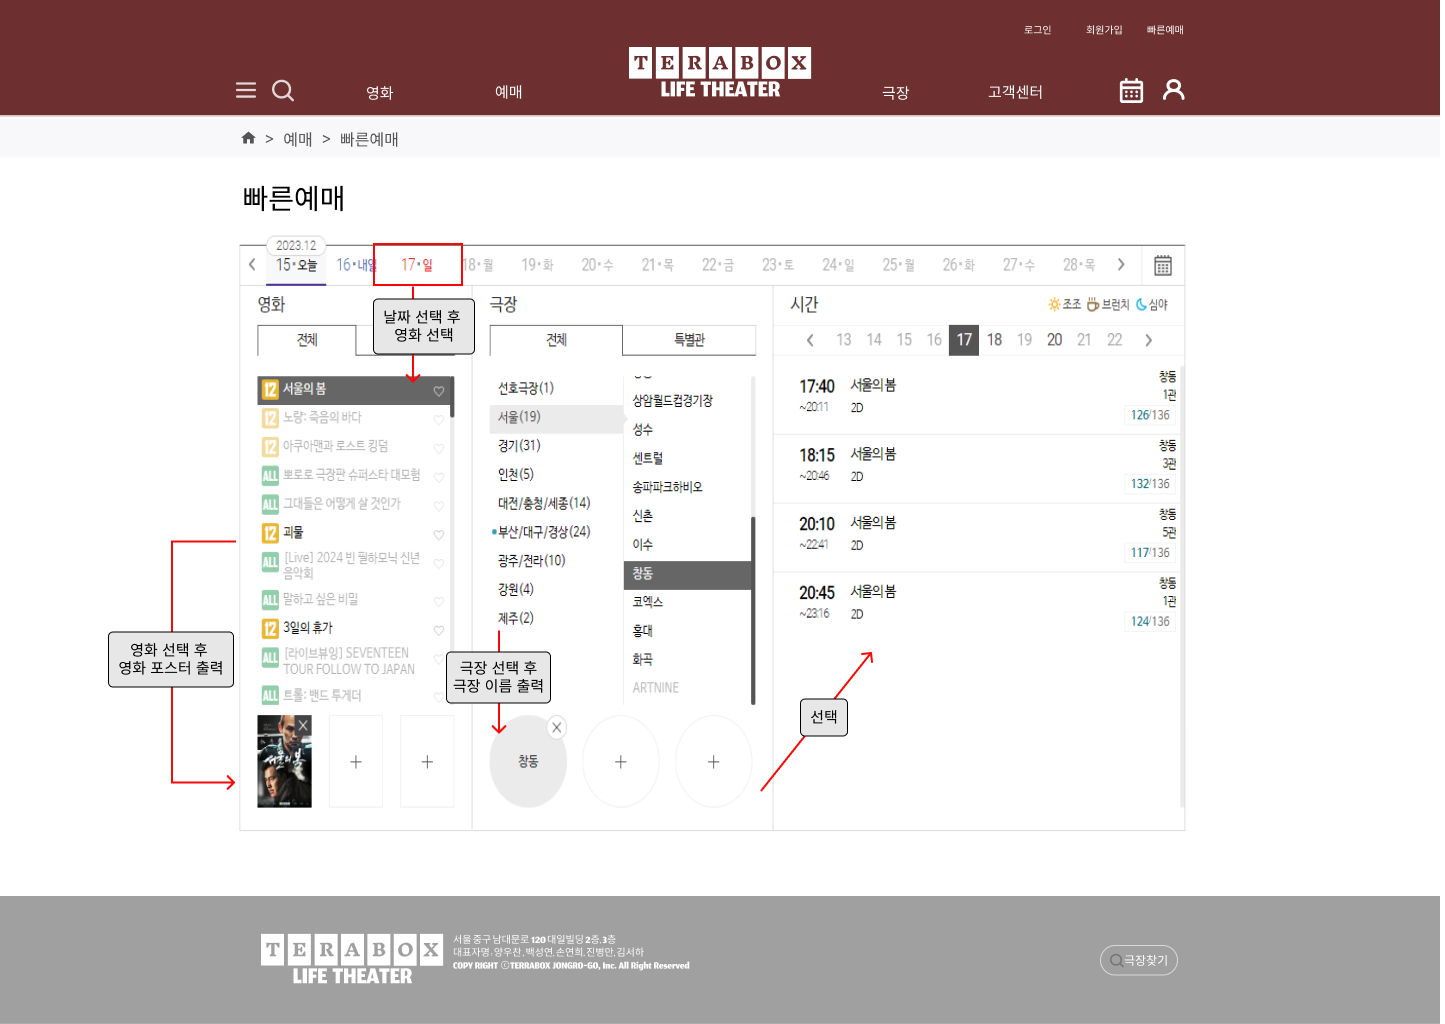 로그인 회원가입 빠른예매
TERABOX
LIFE THEATER
영화 예매 극장 고객센터
> 예매 > 빠른예매
빠른예매
2023.12
15•오늘 16•내일 17•일 18•월 19•화 20•수 21•목 22•금 23•토 24•일 25•월 26•화 27•수 28•목
영화
전체
날짜 선택 후
영화 선택
12 서울의 봄
12 노량: 죽음의 바다
12 아쿠아맨과 로스트 킹덤
ALL 뽀로로 극장판 슈퍼스타 대모험
ALL 그대들은 어떻게 살 것인가
12 괴물
ALL [Live] 2024 빈 필하모닉 신년
음악회
ALL 말하고 싶은 비밀
12 3일의 휴가
ALL [라이브뷰잉] SEVENTEEN
TOUR FOLLOW TO JAPAN
ALL 트롤: 밴드 투게더
영화 선택 후
영화 포스터 출력
서울의 봄
X
+
+
극장
전체 특별관
선호극장(1)
서울(19)
경기(31)
인천(5)
대전/충청/세종(14)
부산/대구/경상(24)
광주/전라(10)
강원(4)
제주(2)
상암월드컵경기장
성수
센트럴
송파파크하비오
신촌
이수
창동
코엑스
홍대
화곡
ARTNINE
극장 선택 후
극장 이름 출력
창동
X
+
+
시간
조조 브런치 심야
13 14 15 16 17 18 19 20 21 22
17:40 서울의 봄 창동
~20:11 2D 1관
126/136
18:15 서울의 봄 창동
~20:46 2D 3관
132/136
20:10 서울의 봄 창동
~22:41 2D 5관
117/136
20:45 서울의 봄 창동
~23:16 2D 1관
124/136
선택
TERABOX
LIFE THEATER
서울 중구 남대문로 120 대일빌딩 2층, 3층
대표자명. 양우찬, 백성연, 손연희, 진병만, 김서하
COPY RIGHT ⓒTERRABOX JONGRO-GO, Inc. All Right Reserved
극장찾기